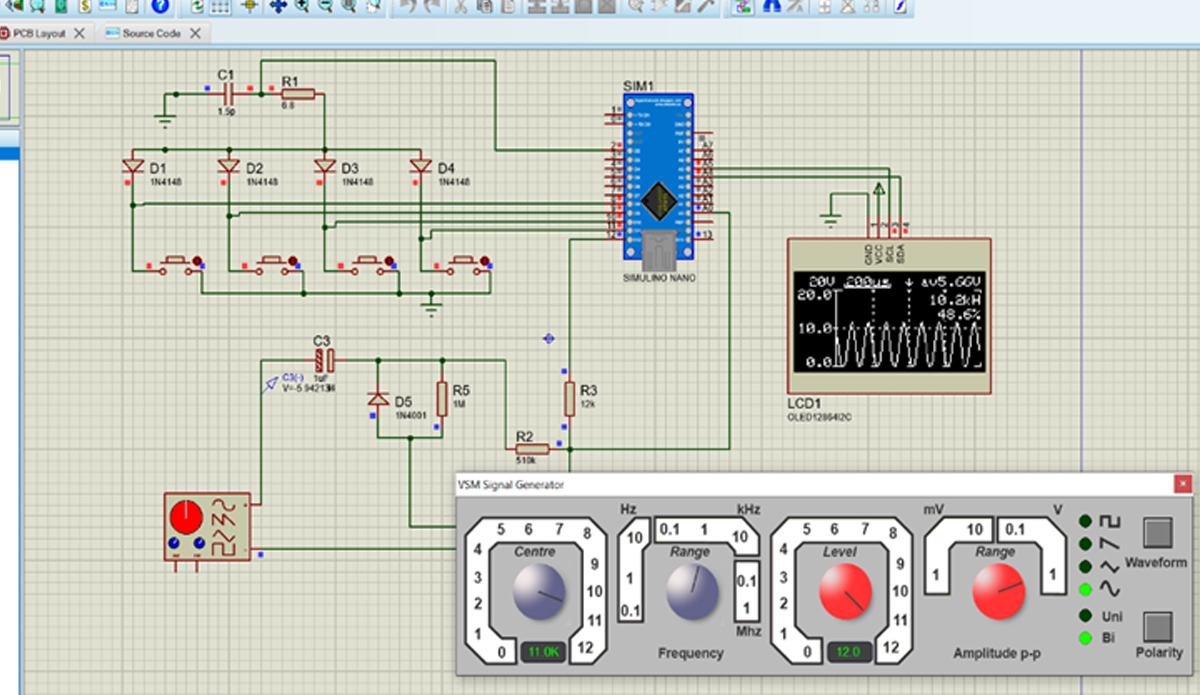 PCB Layout
Source Code
C1
1.5p
R1
6.8
D1
1N4148
D2
1N4148
D3
1N4148
D4
1N4148
SIM1
SIMULINO NANO
12
13
C3
1uF
C3(-)
D5
1N4001
R5
1M
R2
510k
R3
12k
1
2
3
4
GND
VCC
SCL
SDA
20V 200us ↓ av5.66V
20.0
10.2kH
48.6%
10.0
0.0
LCD1
OLED12864I2C
VSM Signal Generator
Hz kHz mV V
0 1 2 3 4 5 6 7 8 9 10 11 12
Centre
11.0K
0.1 1 10 0.1 1 10 0.1 1
Range
Mhz
Frequency
0 1 2 3 4 5 6 7 8 9 10 11 12
Level
12.0
1 10 0.1 1
Range
Amplitude p-p
Waveform
Uni
Bi
Polarity